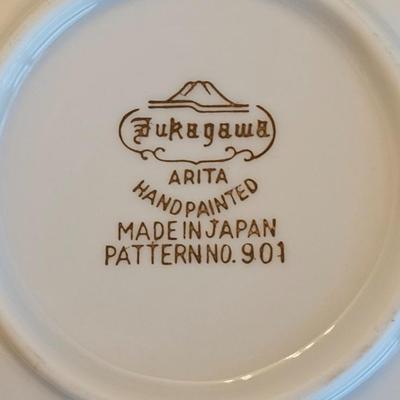 Fukagawa
ARITA
HANDPAINTED
MADE IN JAPAN
PATTERN NO. 901